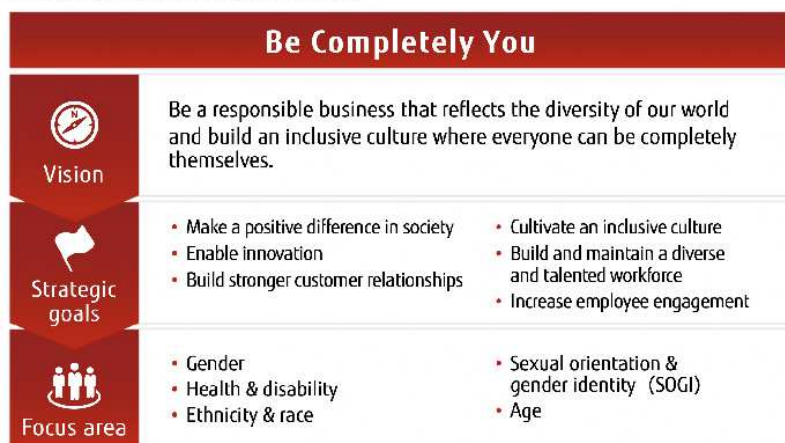 Be Completely You
Vision
Be a responsible business that reflects the diversity of our world
and build an inclusive culture where everyone can be completely
themselves.
Strategic
goals
• Make a positive difference in society
• Enable innovation
• Build stronger customer relationships
• Cultivate an inclusive culture
• Build and maintain a diverse
and talented workforce
• Increase employee engagement
Focus area
• Gender
• Health & disability
• Ethnicity & race
• Sexual orientation &
gender identity (SOGI)
• Age